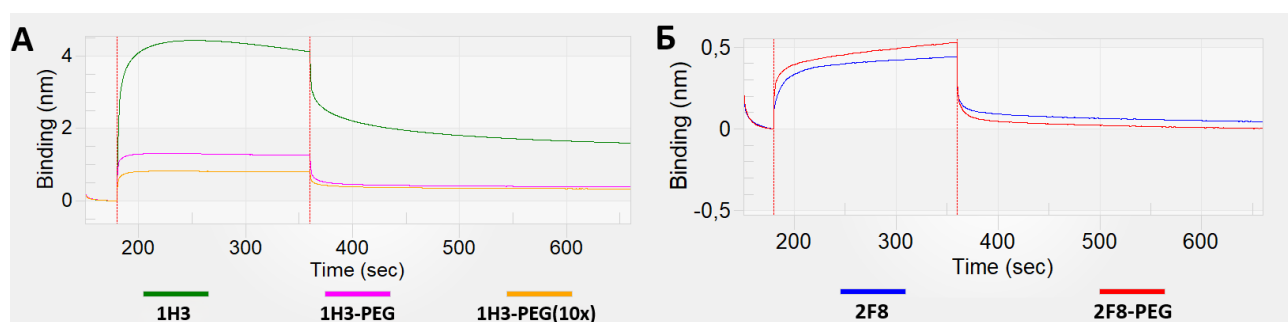 А
Binding (nm)
4
2
0
200 300 400 500 600
Time (sec)
1H3 1H3-PEG 1H3-PEG(10x)
Б
Binding (nm)
0,5
0
-0,5
200 300 400 500 600
Time (sec)
2F8 2F8-PEG